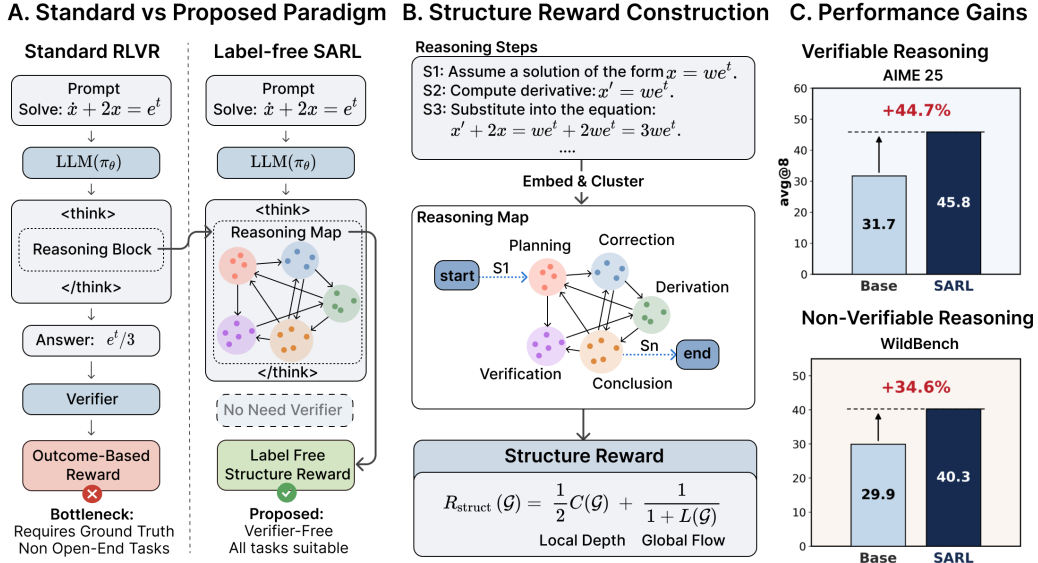 A. Standard vs Proposed Paradigm
Standard RLVR
Prompt
Solve: ẋ + 2x = e^t
LLM(π_θ)
<think>
Reasoning Block
</think>
Answer: e^t/3
Verifier
Outcome-Based
Reward
Bottleneck:
Requires Ground Truth
Non Open-End Tasks
Label-free SARL
Prompt
Solve: ẋ + 2x = e^t
LLM(π_θ)
<think>
Reasoning Map
</think>
No Need Verifier
Label Free
Structure Reward
Proposed:
Verifier-Free
All tasks suitable
B. Structure Reward Construction
Reasoning Steps
S1: Assume a solution of the form x = we^t.
S2: Compute derivative: x′ = we^t.
S3: Substitute into the equation:
x′ + 2x = we^t + 2we^t = 3we^t.
....
Embed & Cluster
Reasoning Map
Planning
Correction
start
S1
Derivation
Sn
end
Verification
Conclusion
Structure Reward
R_struct (𝒢) = 1/2 C(𝒢) + 1/(1 + L(𝒢))
Local Depth Global Flow
C. Performance Gains
Verifiable Reasoning
AIME 25
avg@8
60
50
40
30
20
10
0
+44.7%
31.7
45.8
Base SARL
Non-Verifiable Reasoning
WildBench
50
40
30
20
10
0
+34.6%
29.9
40.3
Base SARL